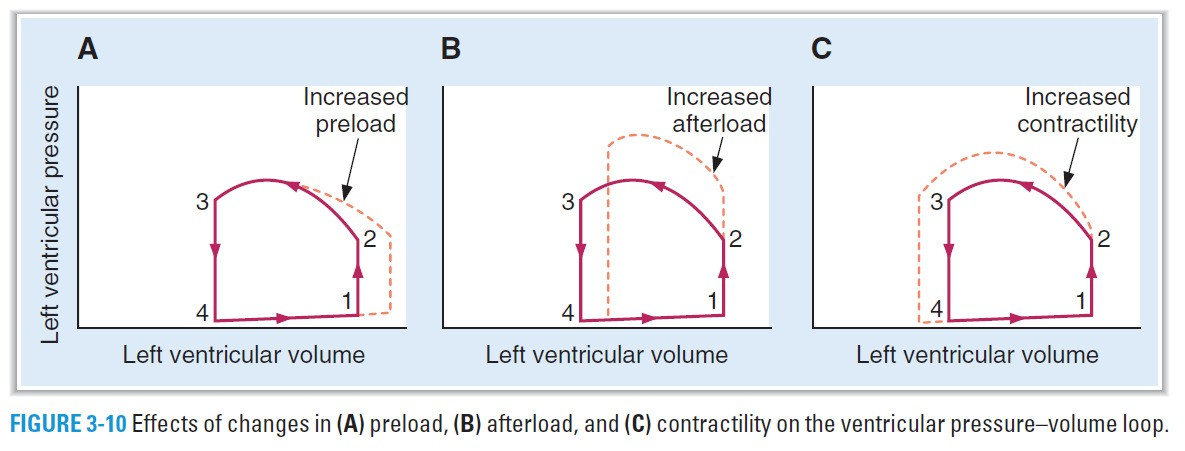 A
B
C
Left ventricular pressure
Increased
preload
3
2
4
1
Left ventricular volume
Increased
afterload
3
2
4
1
Left ventricular volume
Increased
contractility
3
2
4
1
Left ventricular volume
FIGURE 3-10 Effects of changes in (A) preload, (B) afterload, and (C) contractility on the ventricular pressure–volume loop.